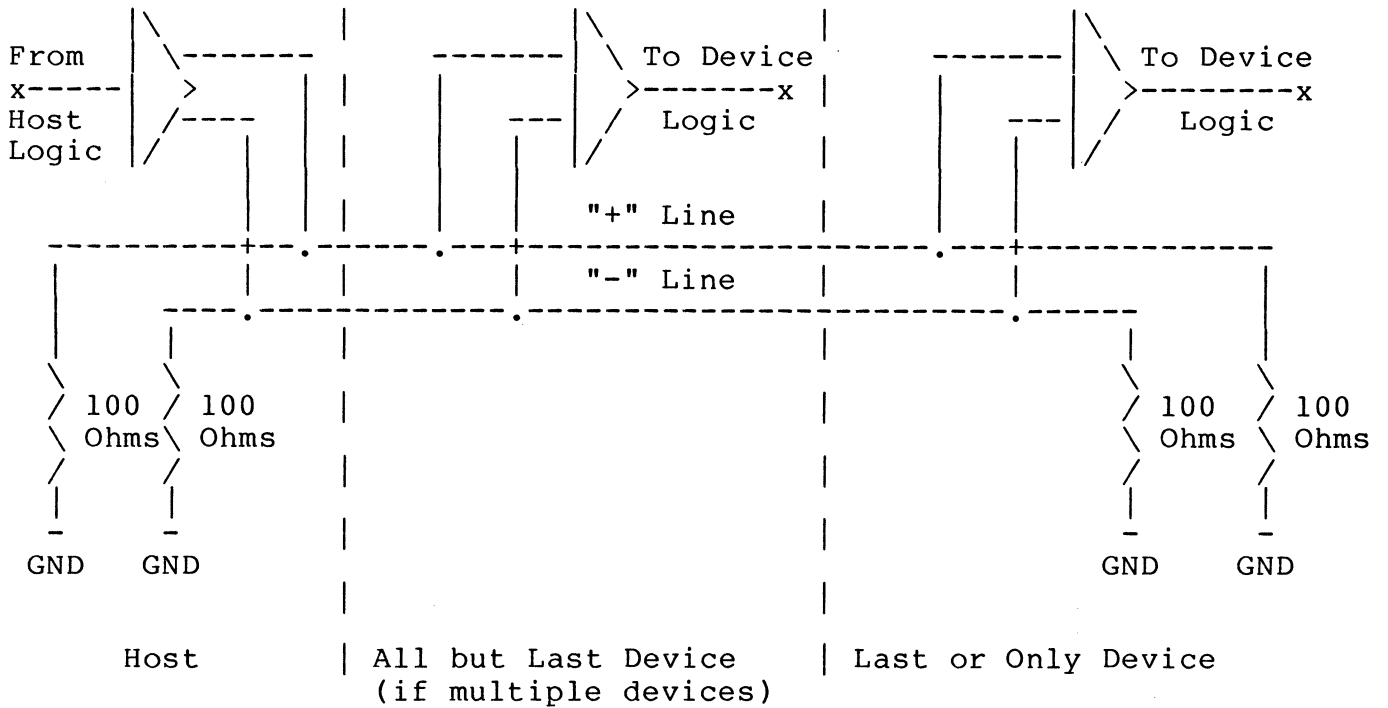 From
x
Host
Logic
To Device
x
Logic
To Device
x
Logic
"+" Line
"-" Line
100
Ohms
100
Ohms
100
Ohms
100
Ohms
GND GND GND GND
Host
All but Last Device
(if multiple devices)
Last or Only Device